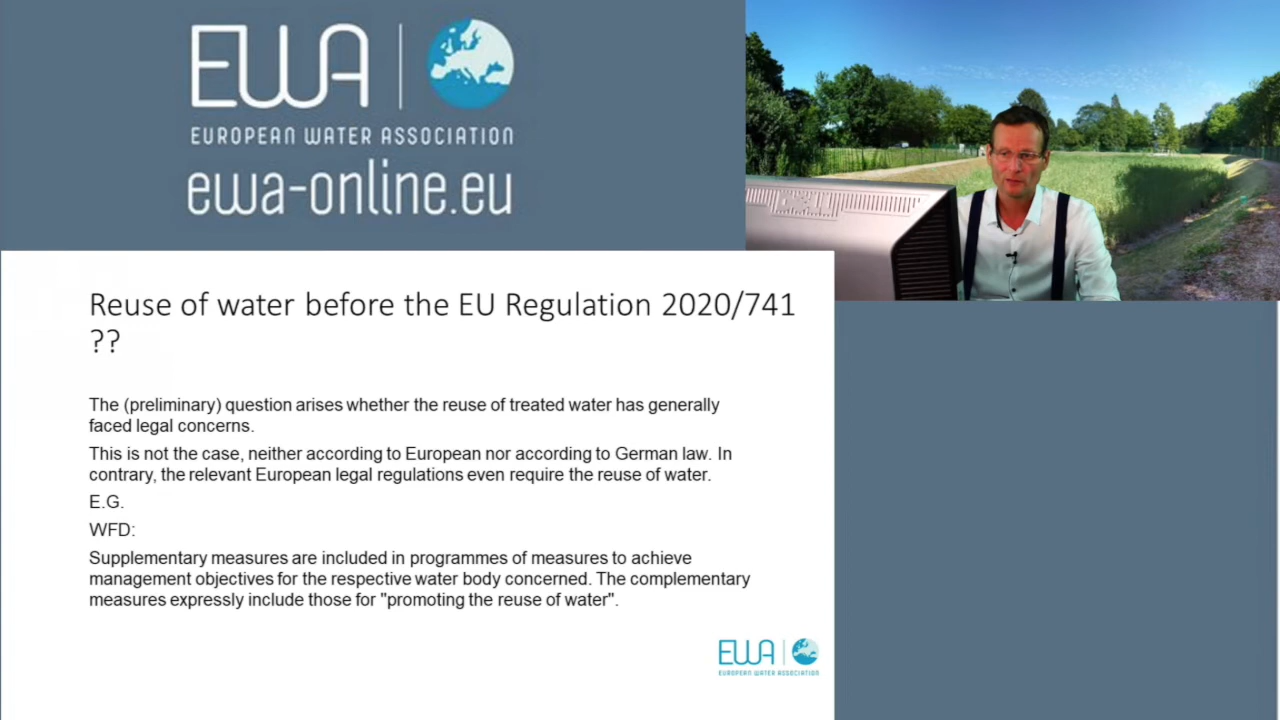 EWA
EUROPEAN WATER ASSOCIATION
ewa-online.eu
Reuse of water before the EU Regulation 2020/741
??
The (preliminary) question arises whether the reuse of treated water has generally
faced legal concerns.
This is not the case, neither according to European nor according to German law. In
contrary, the relevant European legal regulations even require the reuse of water.
E.G.
WFD:
Supplementary measures are included in programmes of measures to achieve
management objectives for the respective water body concerned. The complementary
measures expressly include those for "promoting the reuse of water".
EWA
EUROPEAN WATER ASSOCIATION